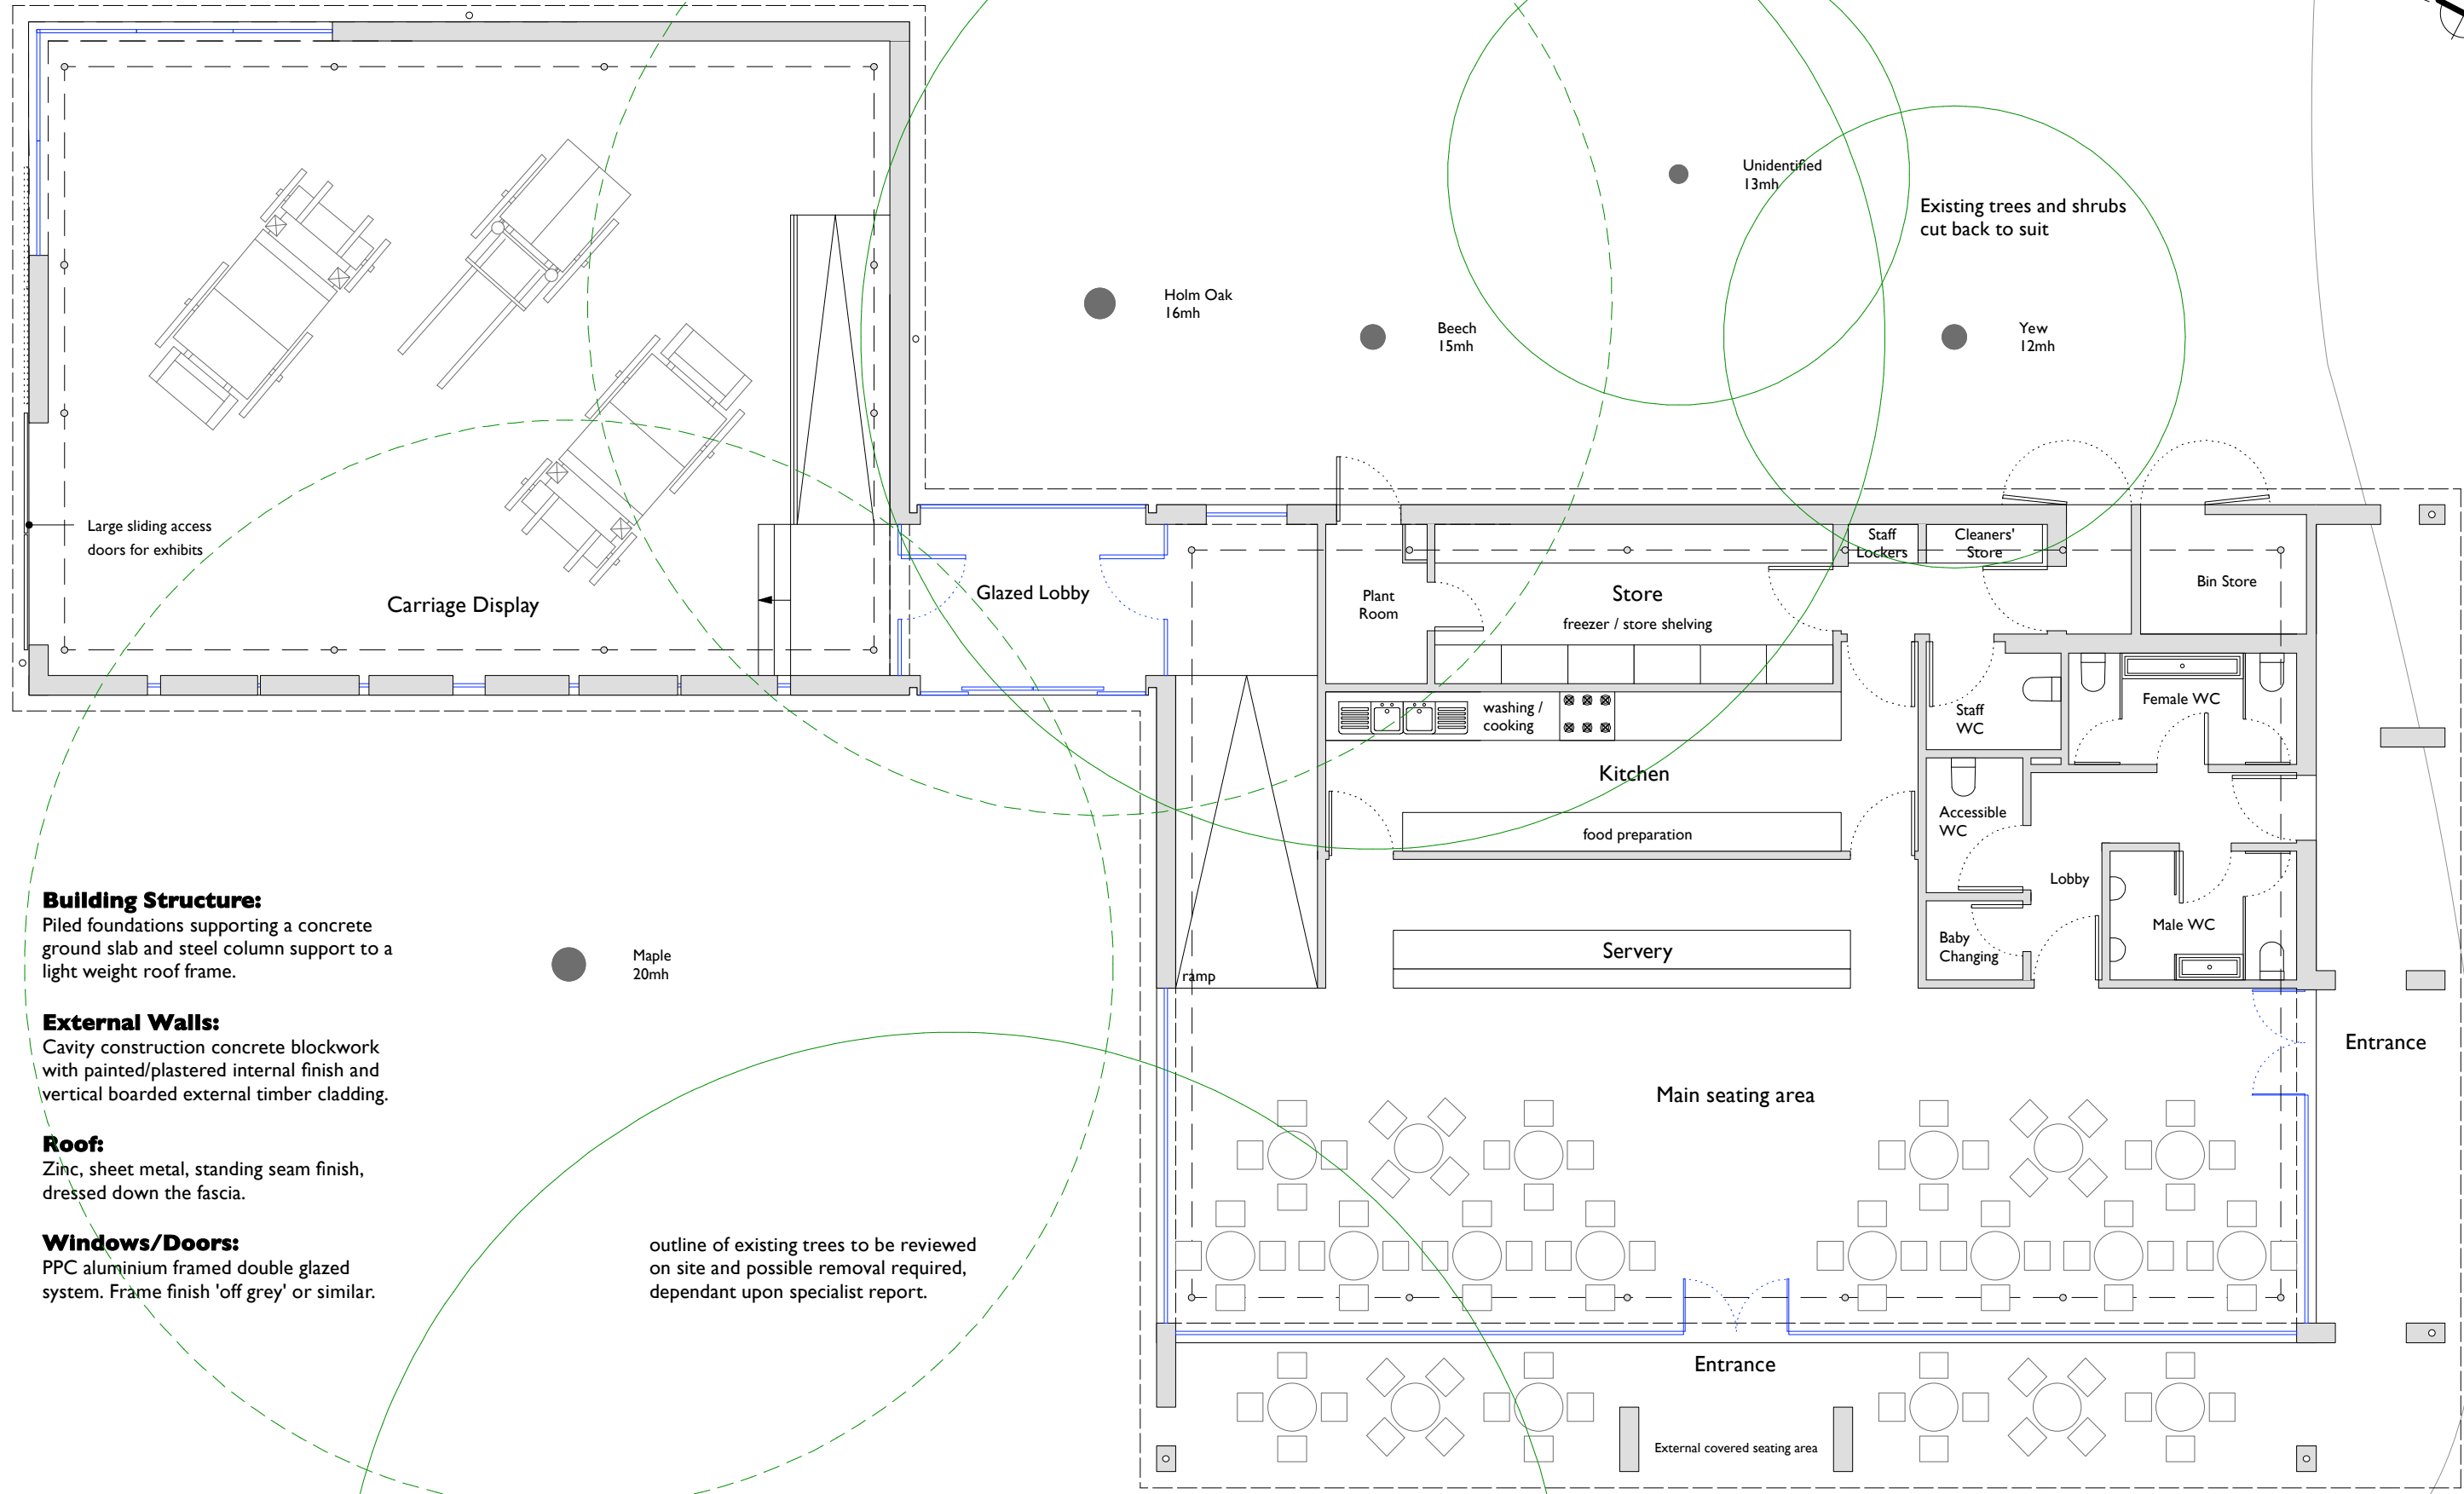 Unidentified
13mh
Existing trees and shrubs
cut back to suit
Holm Oak
16mh
Beech
15mh
Yew
12mh
Large sliding access
doors for exhibits
Carriage Display
Glazed Lobby
Plant
Room
Store
freezer / store shelving
Staff
Lockers
Cleaners'
Store
Bin Store
washing /
cooking
Staff
WC
Female WC
Kitchen
food preparation
Accessible
WC
Lobby
Male WC
Baby
Changing
Servery
ramp
Building Structure:
Piled foundations supporting a concrete
ground slab and steel column support to a
light weight roof frame.
Maple
20mh
External Walls:
Cavity construction concrete blockwork
with painted/plastered internal finish and
vertical boarded external timber cladding.
Roof:
Zinc, sheet metal, standing seam finish,
dressed down the fascia.
Windows/Doors:
PPC aluminium framed double glazed
system. Frame finish 'off grey' or similar.
outline of existing trees to be reviewed
on site and possible removal required,
dependant upon specialist report.
Entrance
Main seating area
Entrance
External covered seating area